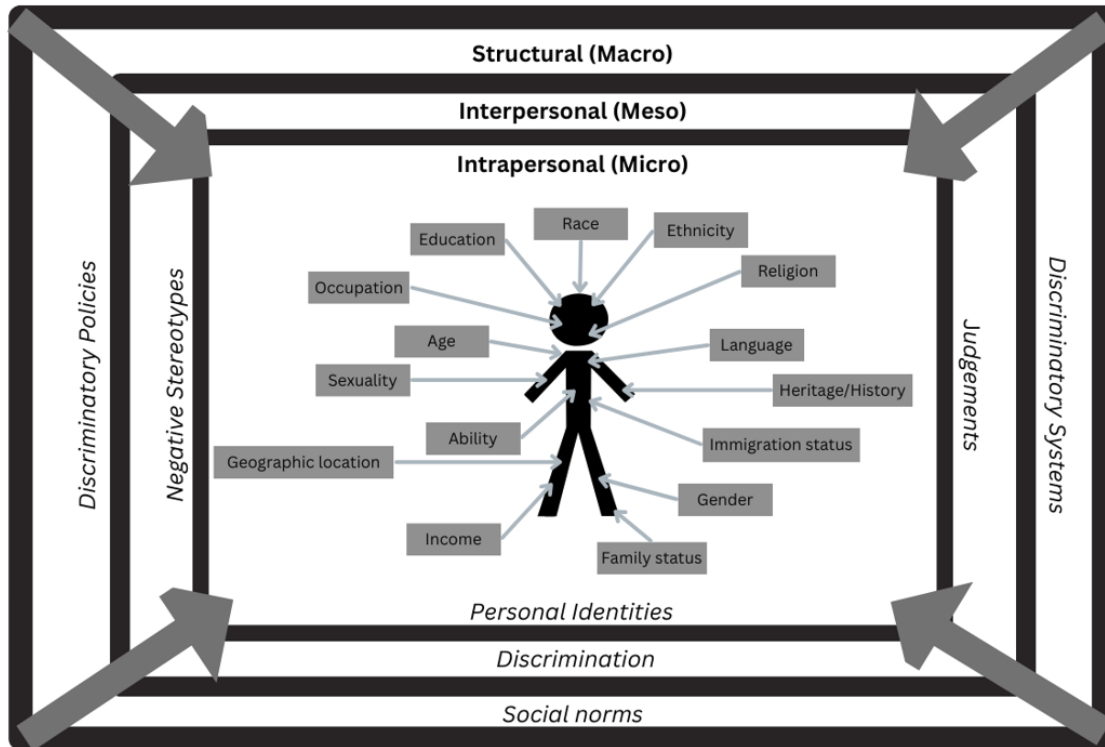 Structural (Macro)
Interpersonal (Meso)
Intrapersonal (Micro)
Race
Ethnicity
Education
Religion
Occupation
Age
Language
Sexuality
Heritage/History
Ability
Immigration status
Geographic location
Gender
Income
Family status
Discriminatory Policies
Negative Stereotypes
Judgements
Discriminatory Systems
Personal Identities
Discrimination
Social norms